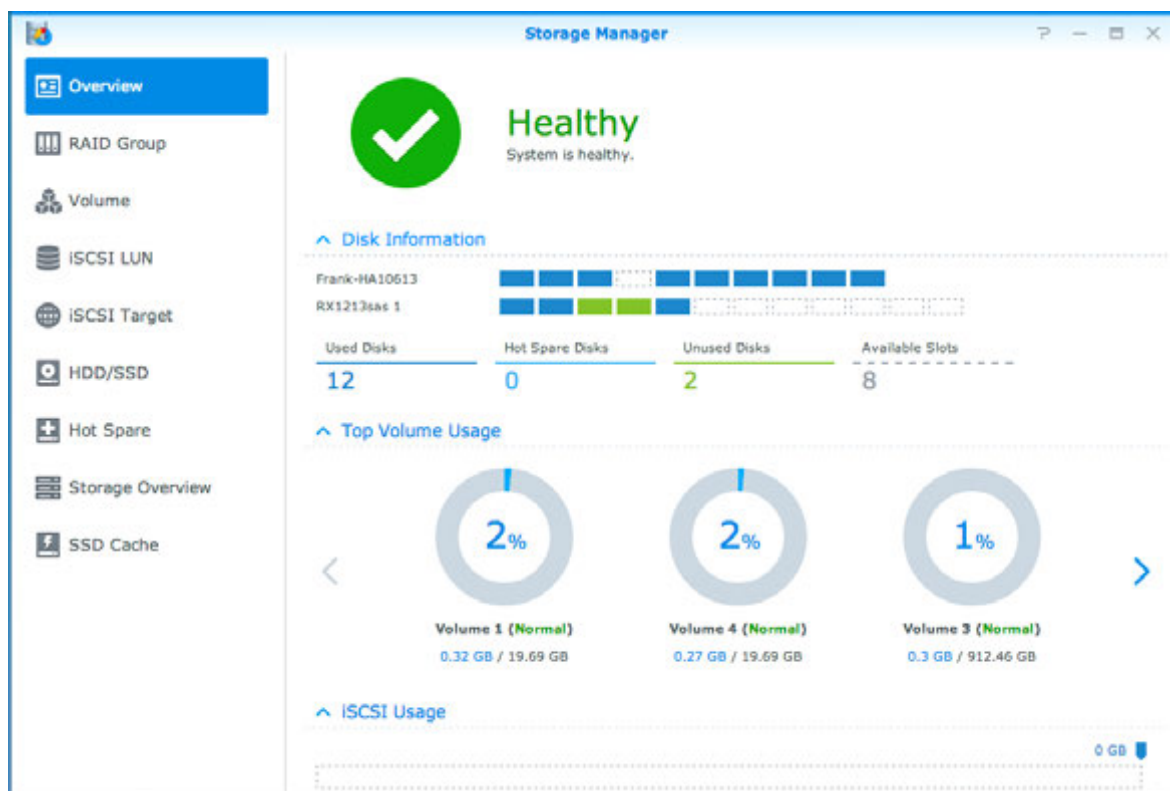 Storage Manager
Overview
RAID Group
Volume
iSCSI LUN
iSCSI Target
HDD/SSD
Hot Spare
Storage Overview
SSD Cache
Healthy
System is healthy.
Disk Information
Frank-HA10613
RX1213sas 1
Used Disks Hot Spare Disks Unused Disks Available Slots
12 0 2 8
Top Volume Usage
2% 2% 1%
Volume 1 (Normal) Volume 4 (Normal) Volume 3 (Normal)
0.32 GB / 19.69 GB 0.27 GB / 19.69 GB 0.3 GB / 912.46 GB
iSCSI Usage
0 GB